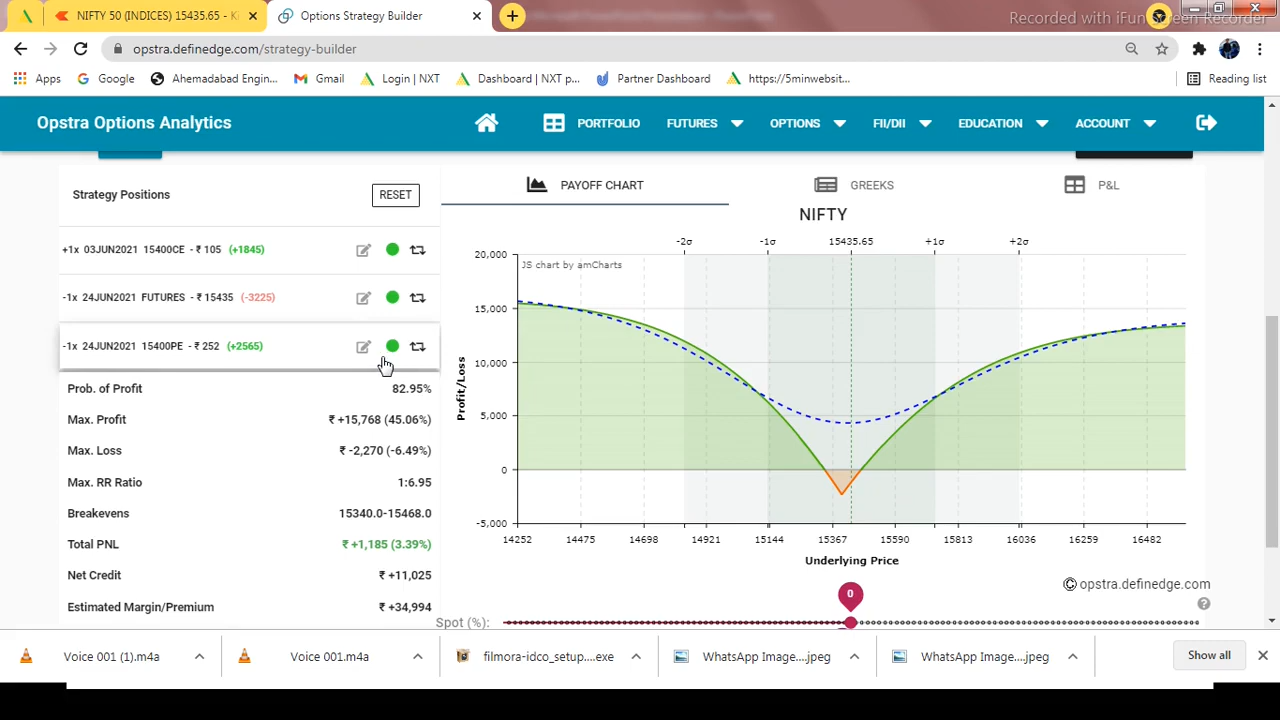 NIFTY 50 (INDICES) 15435.65 - K
Options Strategy Builder
Recorded with iFun Screen Recorder
opstra.definedge.com/strategy-builder
Apps
Google
Ahemadabad Engin...
Gmail
Login | NXT
Dashboard | NXT p...
Partner Dashboard
https://5minwebsit...
Reading list
Opstra Options Analytics
PORTFOLIO
FUTURES
OPTIONS
FII/DII
EDUCATION
ACCOUNT
Strategy Positions
RESET
PAYOFF CHART
GREEKS
P&L
+1x 03JUN2021 15400CE - ₹ 105 (+1845)
-1x 24JUN2021 FUTURES - ₹ 15435 (-3225)
-1x 24JUN2021 15400PE - ₹ 252 (+2565)
Prob. of Profit 82.95%
Max. Profit ₹ +15,768 (45.06%)
Max. Loss ₹ -2,270 (-6.49%)
Max. RR Ratio 1:6.95
Breakevens 15340.0-15468.0
Total PNL ₹ +1,185 (3.39%)
Net Credit ₹ +11,025
Estimated Margin/Premium ₹ +34,994
NIFTY
-2σ -1σ 15435.65 +1σ +2σ
JS chart by amCharts
20,000
15,000
10,000
5,000
0
-5,000
Profit/Loss
14252 14475 14698 14921 15144 15367 15590 15813 16036 16259 16482
Underlying Price
© opstra.definedge.com
?
0
Spot (%):
Voice 001 (1).m4a
Voice 001.m4a
filmora-idco_setup....exe
WhatsApp Image....jpeg
WhatsApp Image....jpeg
Show all